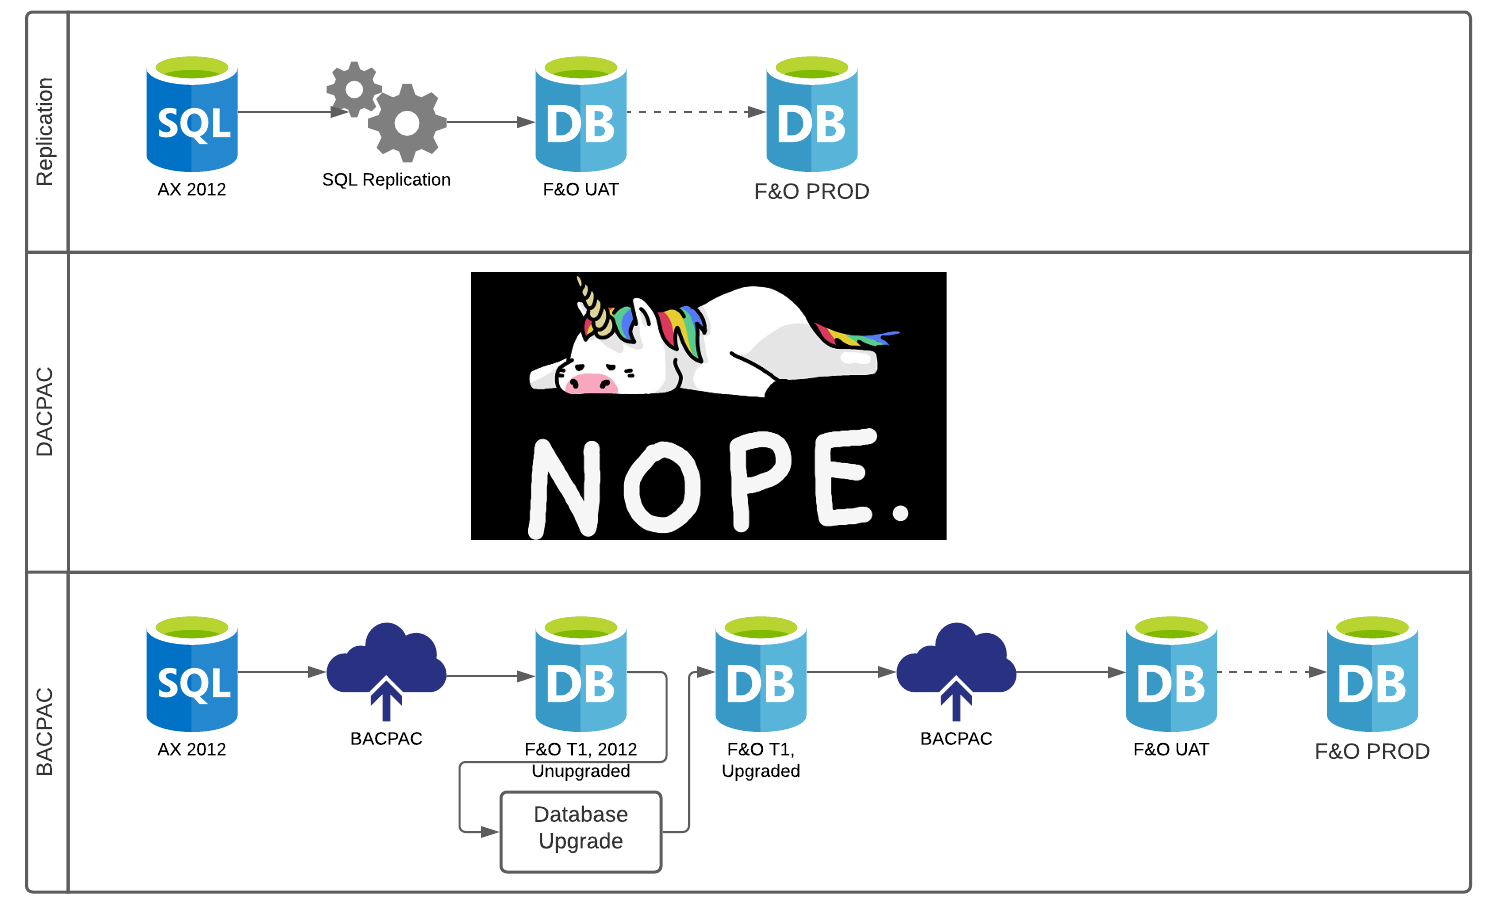 Replication
SQL
DB
DB
AX 2012
SQL Replication
F&O UAT
F&O PROD
DACPAC
NOPE.
BACPAC
SQL
DB
DB
DB
DB
AX 2012
BACPAC
F&O T1, 2012
Unupgraded
F&O T1,
Upgraded
BACPAC
F&O UAT
F&O PROD
Database
Upgrade